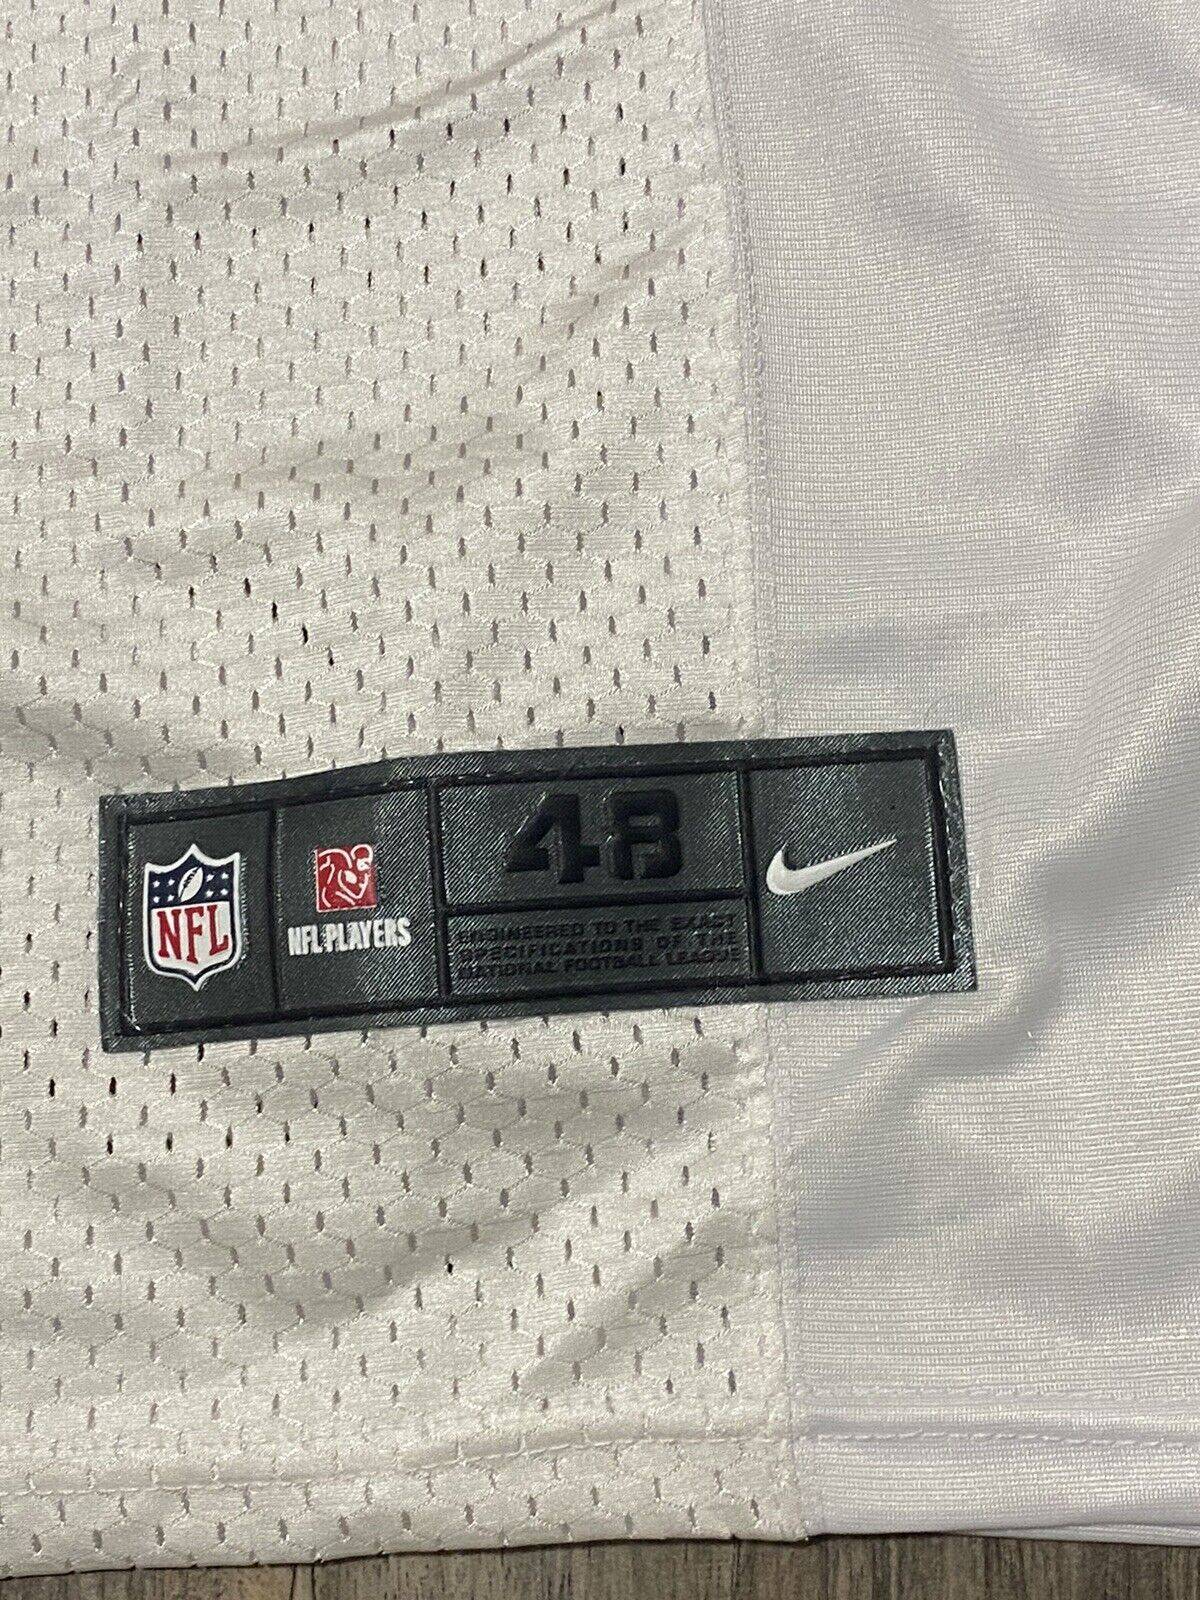 NFL
NFL PLAYERS
48
ENGINEERED TO THE EXACT
SPECIFICATIONS OF THE
NATIONAL FOOTBALL LEAGUE